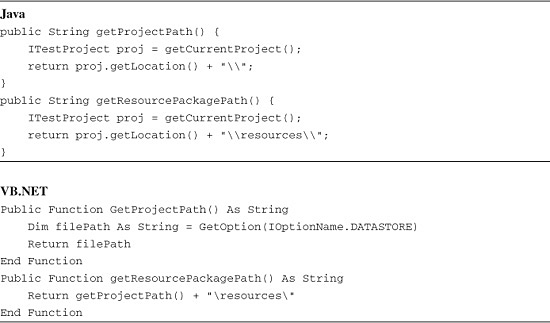 Java
public String getProjectPath() {
    ITestProject proj = getCurrentProject();
    return proj.getLocation() + "\\";
}
public String getResourcePackagePath() {
    ITestProject proj = getCurrentProject();
    return proj.getLocation() + "\\resources\\";
}
VB.NET
Public Function GetProjectPath() As String
    Dim filePath As String = GetOption(IOptionName.DATASTORE)
    Return filePath
End Function
Public Function getResourcePackagePath() As String
    Return getProjectPath() + "\resources\"
End Function